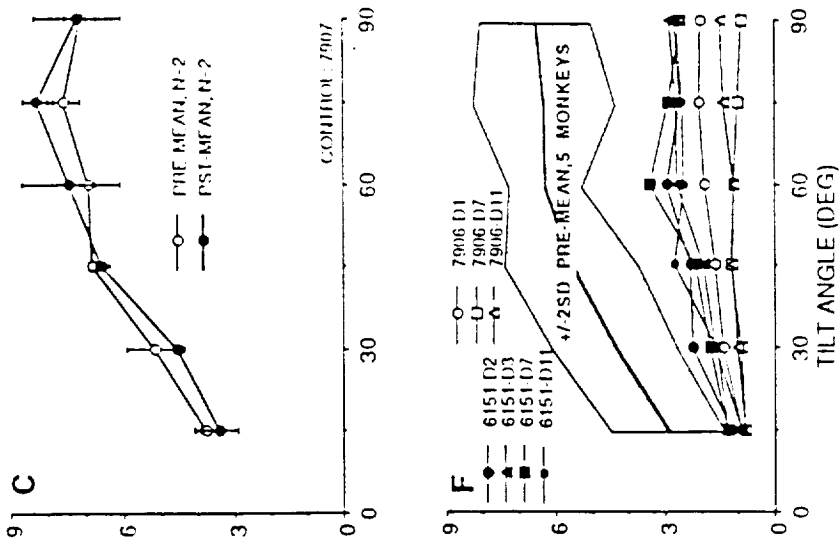 C
9
6
3
0
PRE-MEAN, N-2
PST-MEAN, N-2
CONTROL: 7907
0
30
60
90
F
9
6
3
0
6151-D2
6151-D3
6151-D7
6151-D11
7906-D1
7906-D7
7906-D11
+/-2SD PRE-MEAN, 5 MONKEYS
0
30
60
90
TILT ANGLE (DEG)